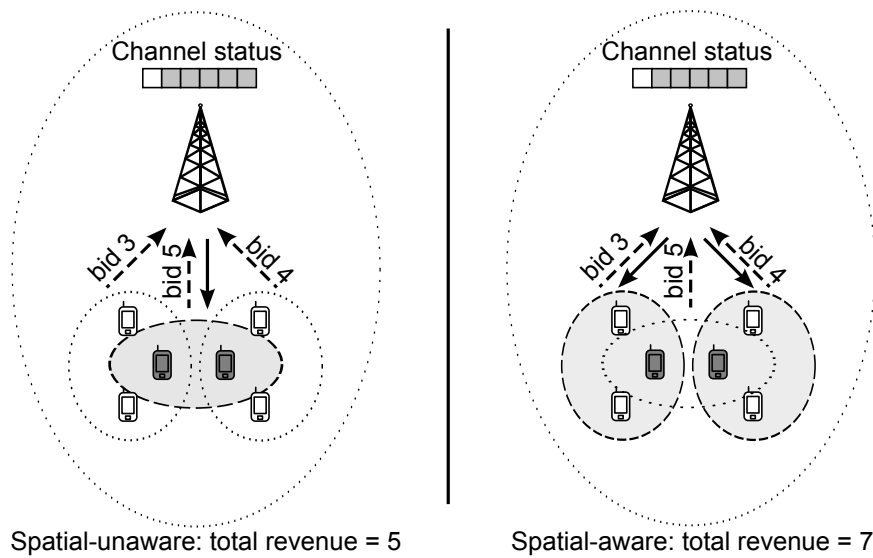 Channel status
bid 3
bid 5
bid 4
Spatial-unaware: total revenue = 5
Channel status
bid 3
bid 5
bid 4
Spatial-aware: total revenue = 7